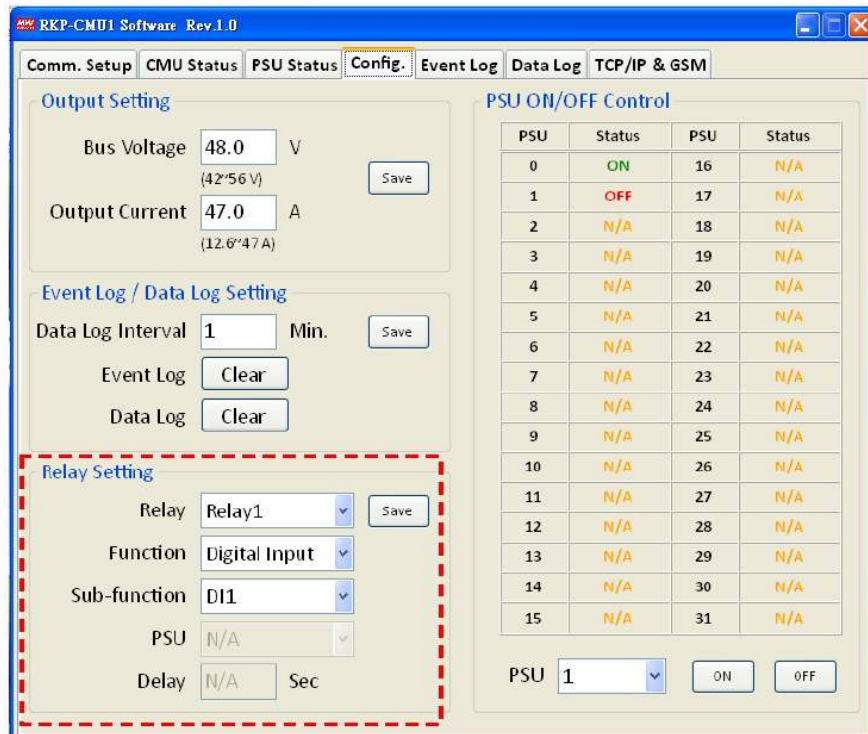 MW RKP-CMU1 Software Rev.1.0
Comm. Setup CMU Status PSU Status Config. Event Log Data Log TCP/IP & GSM
Output Setting
Bus Voltage 48.0 V
(42~56 V)
Save
Output Current 47.0 A
(12.6~47A)
Event Log / Data Log Setting
Data Log Interval 1 Min. Save
Event Log Clear
Data Log Clear
Relay Setting
Relay Relay1 Save
Function Digital Input
Sub-function DI1
PSU N/A
Delay N/A Sec
PSU ON/OFF Control
PSU Status PSU Status
0 ON 16 N/A
1 OFF 17 N/A
2 N/A 18 N/A
3 N/A 19 N/A
4 N/A 20 N/A
5 N/A 21 N/A
6 N/A 22 N/A
7 N/A 23 N/A
8 N/A 24 N/A
9 N/A 25 N/A
10 N/A 26 N/A
11 N/A 27 N/A
12 N/A 28 N/A
13 N/A 29 N/A
14 N/A 30 N/A
15 N/A 31 N/A
PSU 1 ON OFF